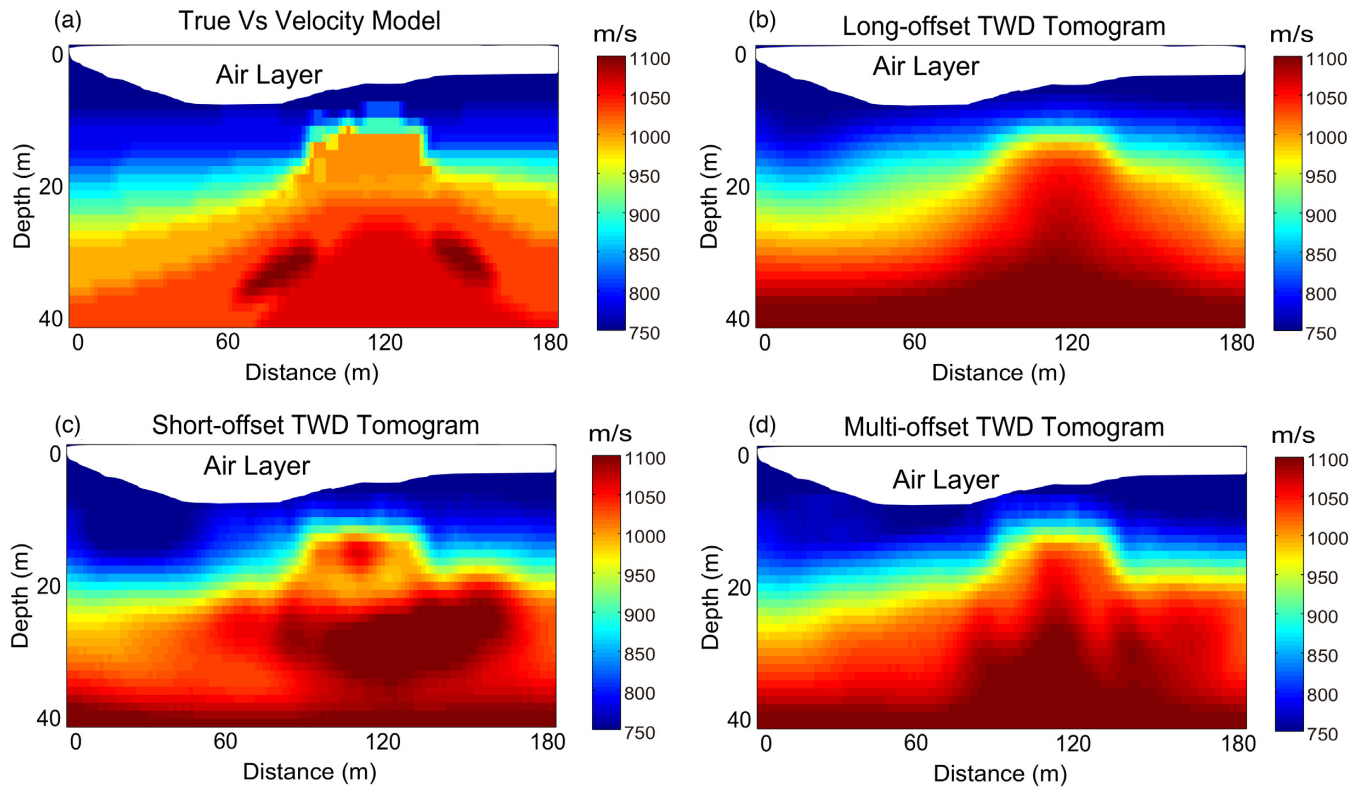 (a) True Vs Velocity Model
m/s
0
20
40
Depth (m)
Air Layer
0 60 120 180
Distance (m)
1100
1050
1000
950
900
850
800
750
(b) Long-offset TWD Tomogram
m/s
0
20
40
Depth (m)
Air Layer
0 60 120 180
Distance (m)
1100
1050
1000
950
900
850
800
750
(c) Short-offset TWD Tomogram
m/s
0
20
40
Depth (m)
Air Layer
0 60 120 180
Distance (m)
1100
1050
1000
950
900
850
800
750
(d) Multi-offset TWD Tomogram
m/s
0
20
40
Depth (m)
Air Layer
0 60 120 180
Distance (m)
1100
1050
1000
950
900
850
800
750